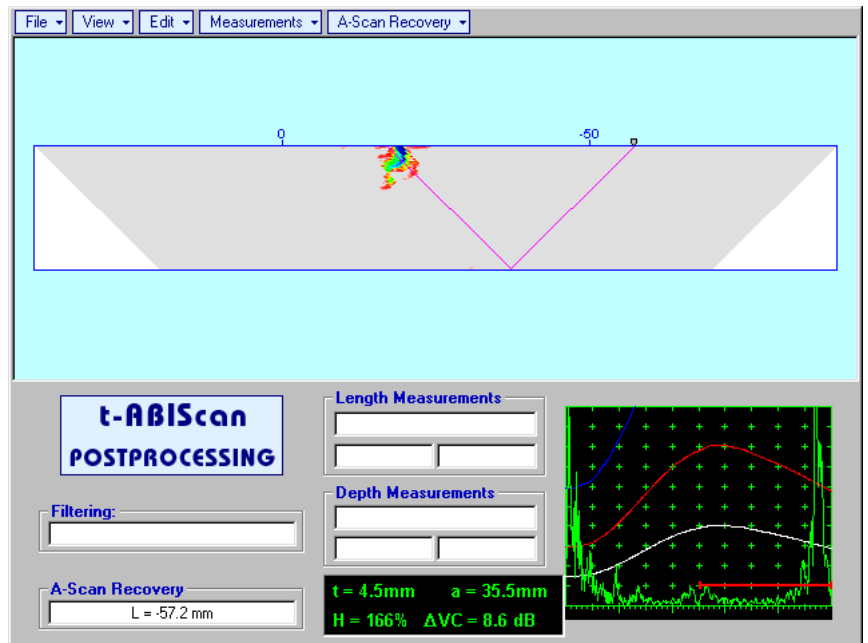 File View Edit Measurements A-Scan Recovery
0 -50
t-ABIScan
POSTPROCESSING
Length Measurements
Depth Measurements
Filtering:
A-Scan Recovery
L = -57.2 mm
t = 4.5mm a = 35.5mm
H = 166% ΔVC = 8.6 dB